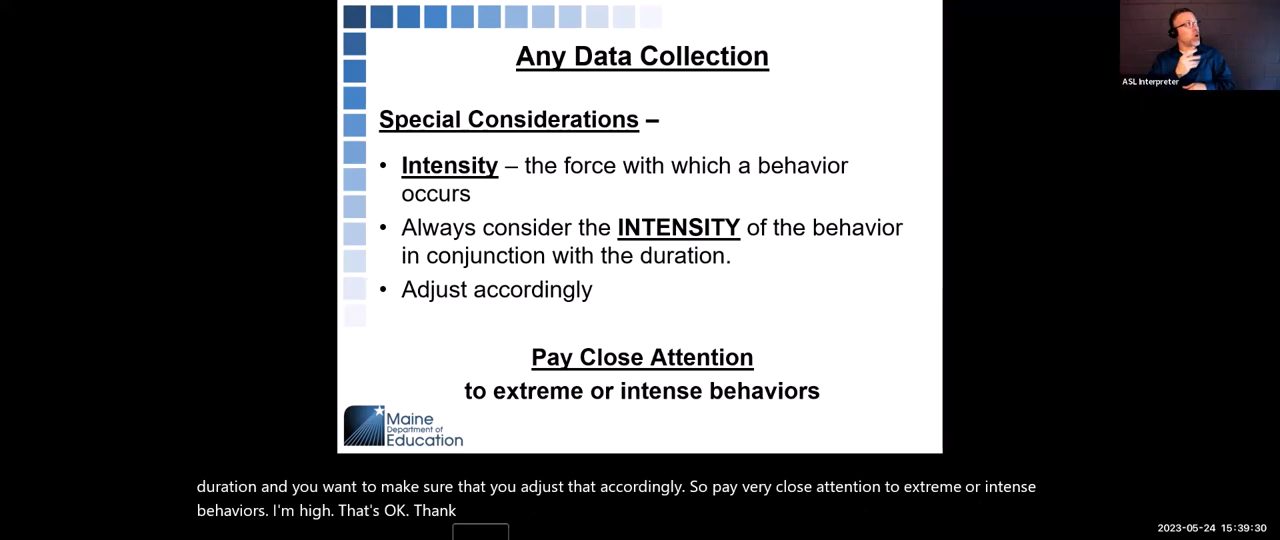 Any Data Collection
ASL Interpreter
Special Considerations –
• Intensity – the force with which a behavior
occurs
• Always consider the INTENSITY of the behavior
in conjunction with the duration.
• Adjust accordingly
Pay Close Attention
to extreme or intense behaviors
Maine
Department of
Education
duration and you want to make sure that you adjust that accordingly. So pay very close attention to extreme or intense
behaviors. I'm high. That's OK. Thank
2023-05-24 15:39:30